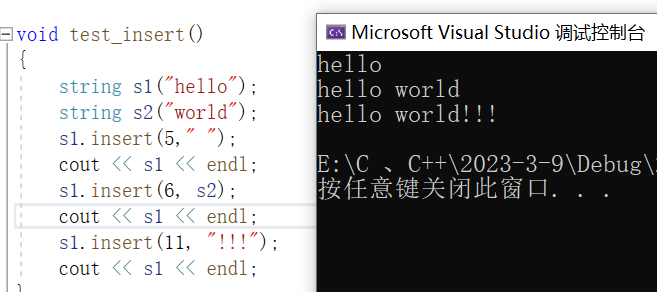 void test_insert()
{
string s1("hello");
string s2("world");
s1.insert(5," ");
cout << s1 << endl;
s1.insert(6, s2);
cout << s1 << endl;
s1.insert(11, "!!!");
cout << s1 << endl;
Microsoft Visual Studio 调试控制台
hello
hello world
hello world!!!
E:\C 、C++\2023-3-9\Debug\
按任意键关闭此窗口. . .